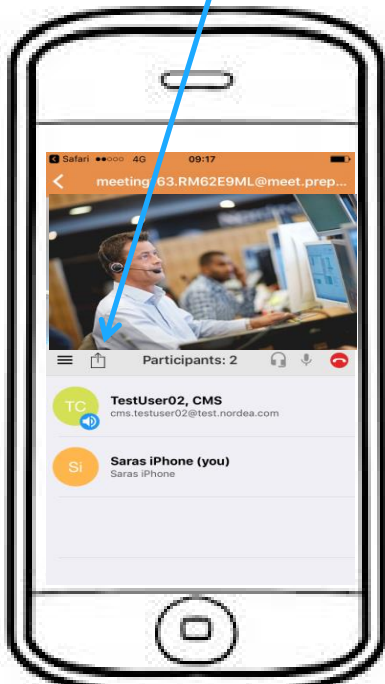 Safari 4G 09:17
meeting.63.RM62E9ML@meet.prep...
Participants: 2
TC
TestUser02, CMS
cms.testuser02@test.nordea.com
Si
Saras iPhone (you)
Saras iPhone